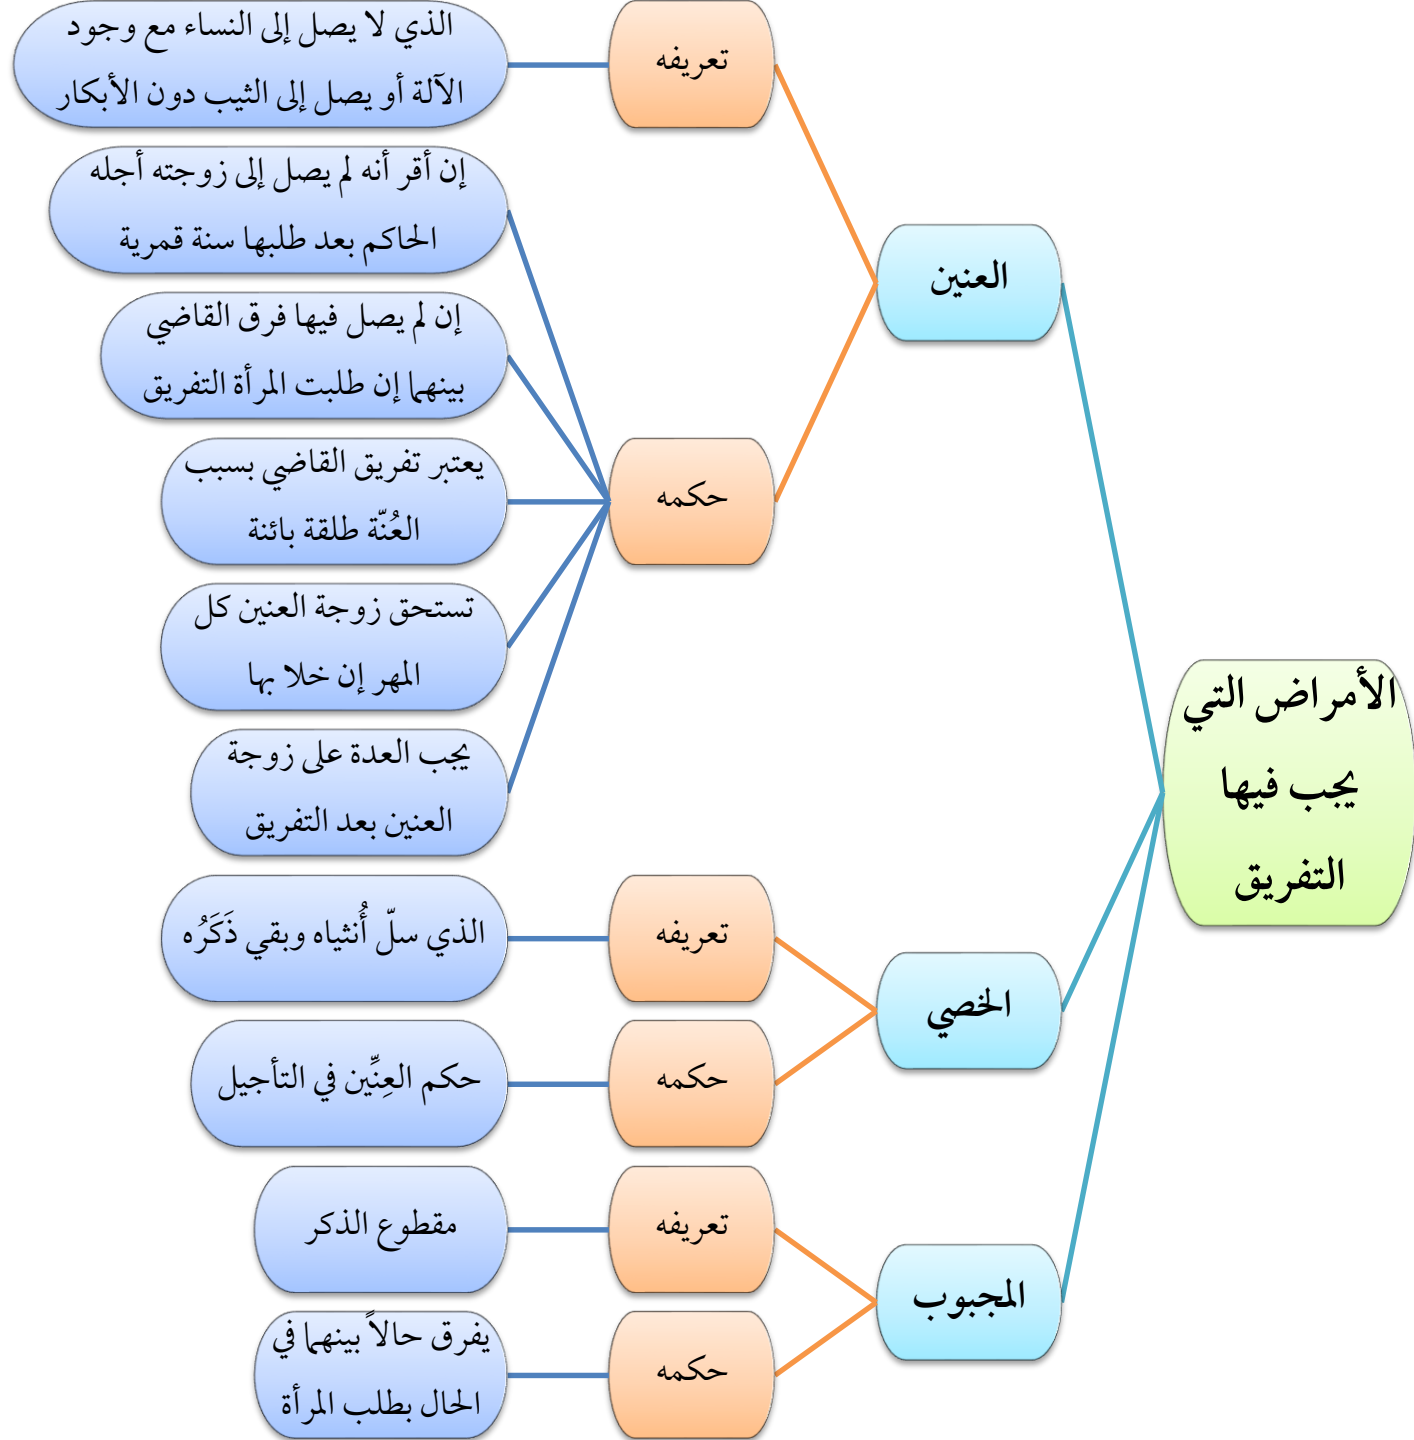 الأمراض التي
يجب فيها
التفريق
العنين
تعريفه
الذي لا يصل إلى النساء مع وجود
الآلة أو يصل إلى الثيب دون الأبكار
حكمه
إن أقر أنه لم يصل إلى زوجته أجله
الحاكم بعد طلبها سنة قمرية
إن لم يصل فيها فرق القاضي
بينهما إن طلبت المرأة التفريق
يعتبر تفريق القاضي بسبب
العُنّة طلقة بائنة
تستحق زوجة العنين كل
المهر إن خلا بها
يجب العدة على زوجة
العنين بعد التفريق
الخصي
تعريفه
الذي سلّ أُنثياه وبقي ذَكَرُه
حكمه
حكم العِنِّين في التأجيل
المجبوب
تعريفه
مقطوع الذكر
حكمه
يفرق حالاً بينهما في
الحال بطلب المرأة